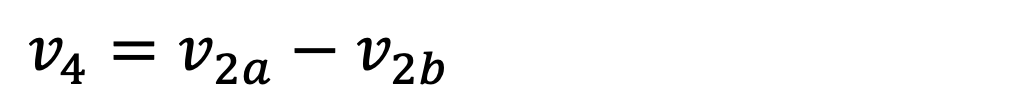 𝑣₄ = 𝑣₂ₐ − 𝑣₂b